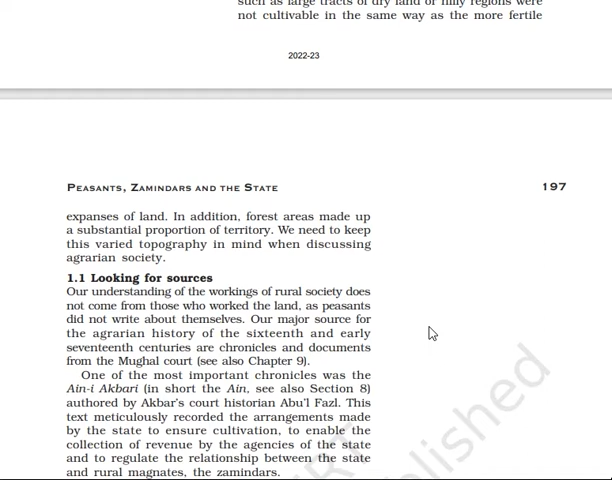 such as large tracts of dry land or hilly regions were
not cultivable in the same way as the more fertile
2022-23
PEASANTS, ZAMINDARS AND THE STATE
197
expanses of land. In addition, forest areas made up
a substantial proportion of territory. We need to keep
this varied topography in mind when discussing
agrarian society.
1.1 Looking for sources
Our understanding of the workings of rural society does
not come from those who worked the land, as peasants
did not write about themselves. Our major source for
the agrarian history of the sixteenth and early
seventeenth centuries are chronicles and documents
from the Mughal court (see also Chapter 9).
One of the most important chronicles was the
Ain-i Akbari (in short the Ain, see also Section 8)
authored by Akbar's court historian Abu'l Fazl. This
text meticulously recorded the arrangements made
by the state to ensure cultivation, to enable the
collection of revenue by the agencies of the state
and to regulate the relationship between the state
and rural magnates, the zamindars.